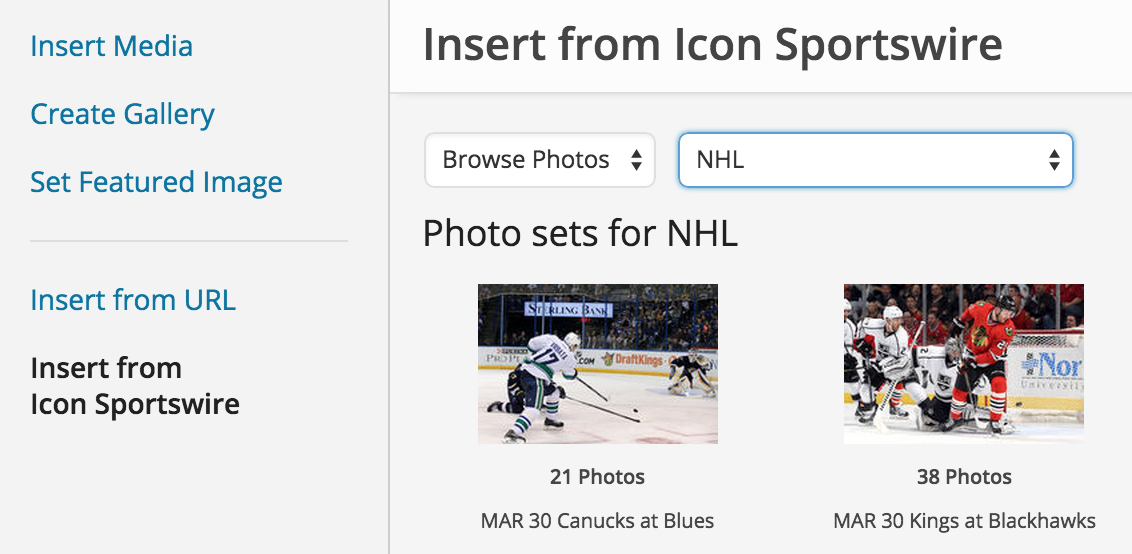 Insert Media
Create Gallery
Set Featured Image
Insert from URL
Insert from
Icon Sportswire
Insert from Icon Sportswire
Browse Photos
NHL
Photo sets for NHL
STERLING BANK
17
.COM
DraftKings
Nor
University
21 Photos
38 Photos
MAR 30 Canucks at Blues
MAR 30 Kings at Blackhawks